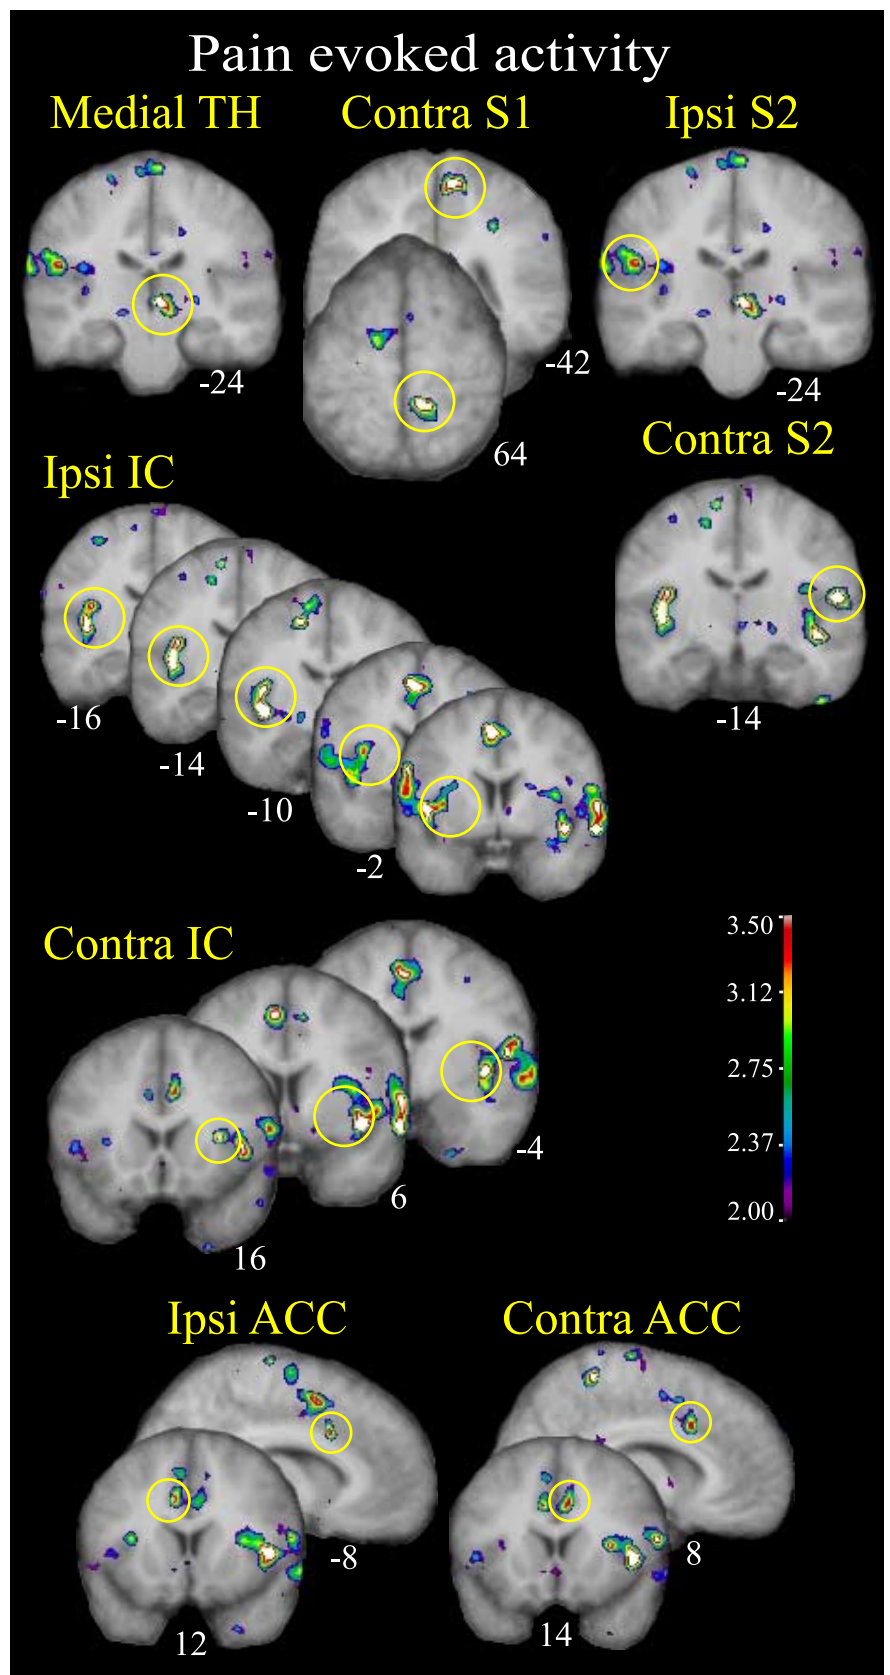 Pain evoked activity
Medial TH
Contra S1
Ipsi S2
-24
-42
-24
64
Contra S2
Ipsi IC
-16
-14
-14
-10
-2
Contra IC
3.50
3.12
2.75
2.37
2.00
-4
6
16
Ipsi ACC
Contra ACC
-8
8
12
14